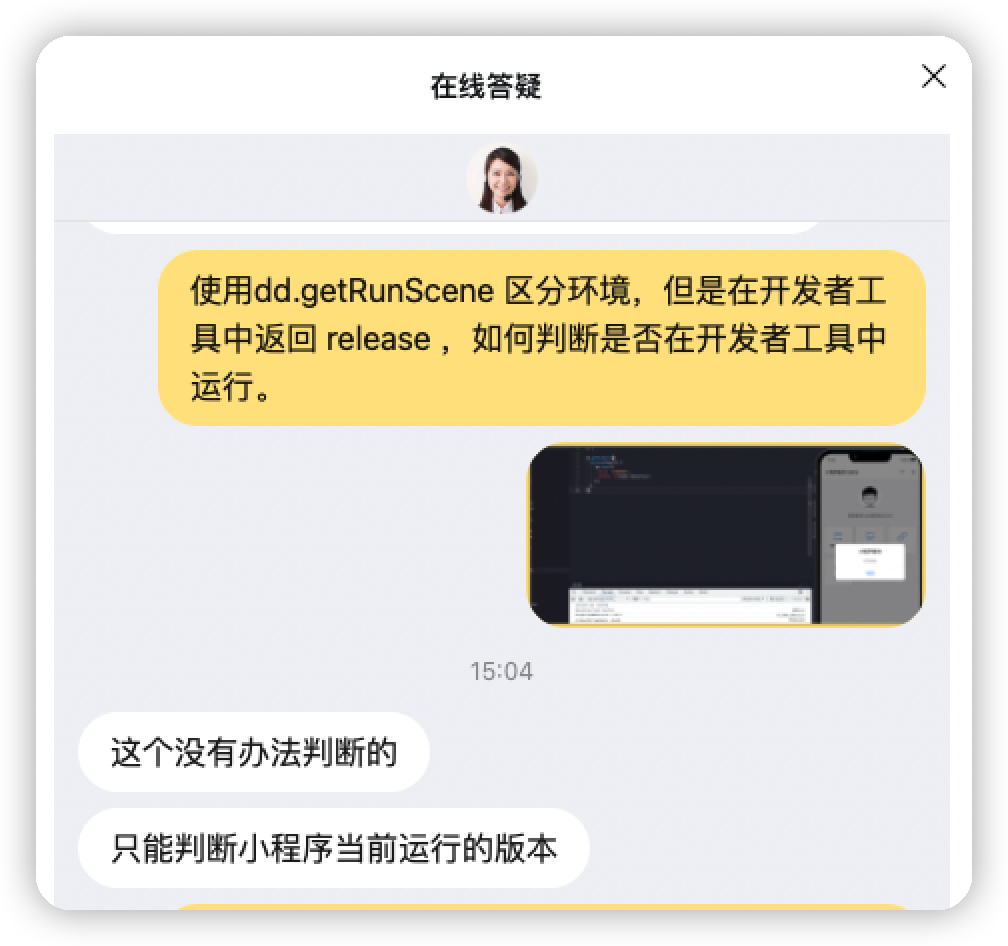 在线答疑
使用dd.getRunScene 区分环境，但是在开发者工
具中返回 release ，如何判断是否在开发者工具中
运行。
15:04
这个没有办法判断的
只能判断小程序当前运行的版本